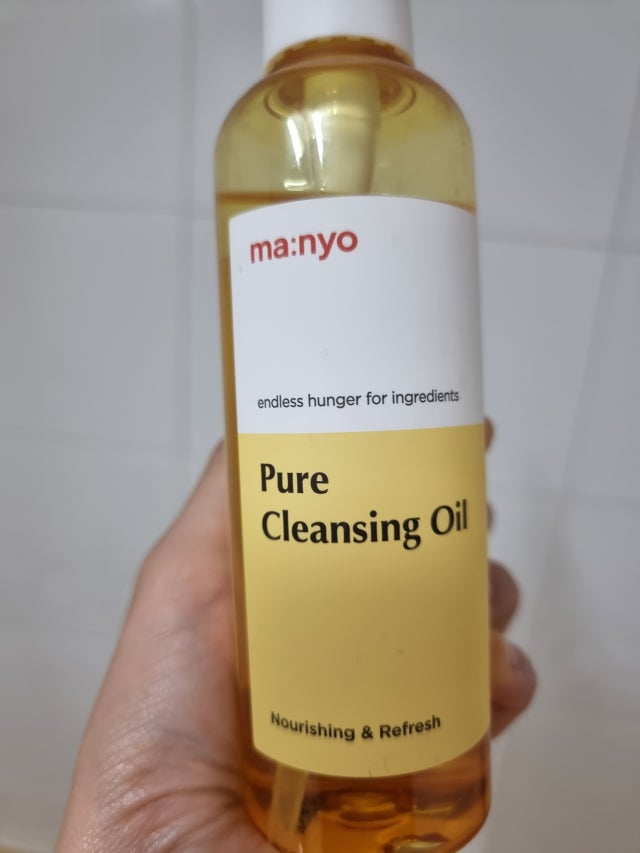 ma:nyo
endless hunger for ingredients
Pure
Cleansing Oil
Nourishing & Refresh